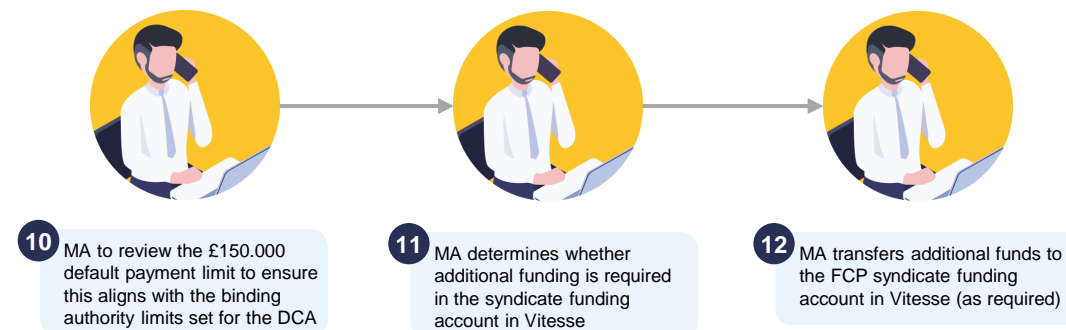 10
MA to review the £150.000
default payment limit to ensure
this aligns with the binding
authority limits set for the DCA
11
MA determines whether
additional funding is required
in the syndicate funding
account in Vitesse
12
MA transfers additional funds to
the FCP syndicate funding
account in Vitesse (as required)